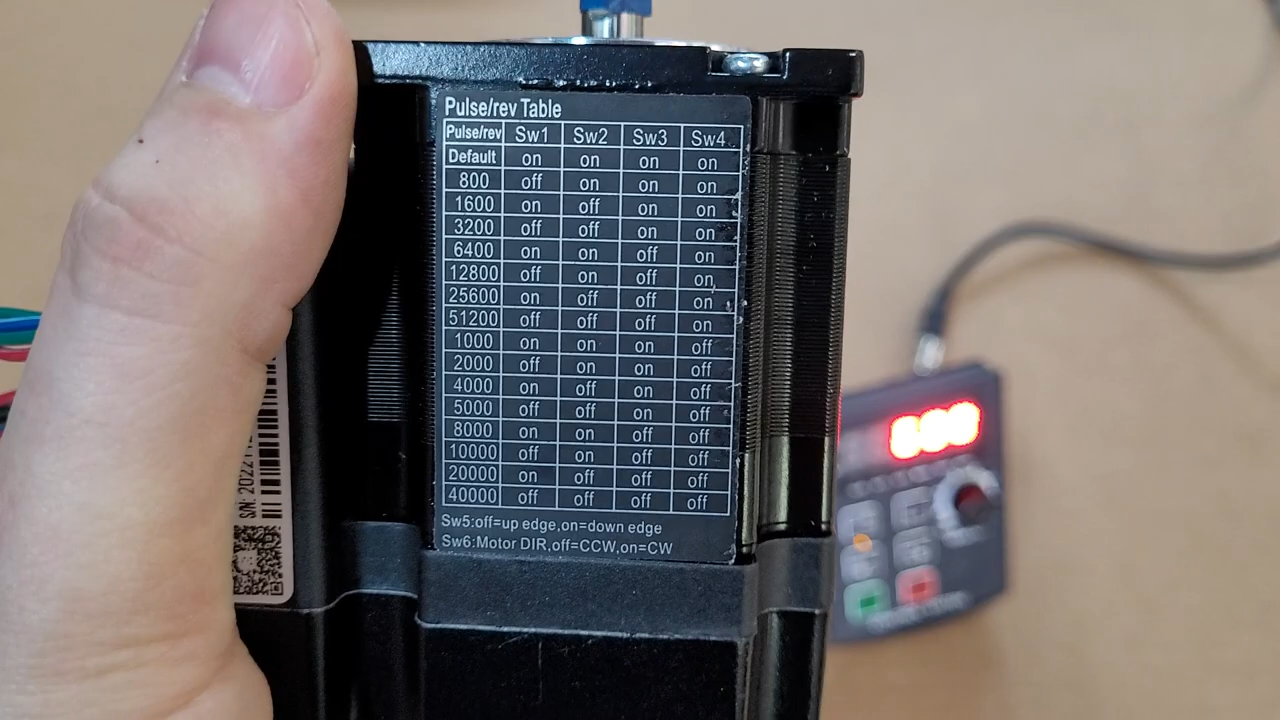 Pulse/rev Table
Pulse/rev Sw1 Sw2 Sw3 Sw4
Default on on on on
800 off on on on
1600 on off on on
3200 off off on on
6400 on on off on
12800 off on off on
25600 on off off on
51200 off off off on
1000 on on on off
2000 off on on off
4000 on off on off
5000 off off on off
8000 on on off off
10000 off on off off
20000 on off off off
40000 off off off off
Sw5:off=up edge,on=down edge
Sw6:Motor DIR,off=CCW,on=CW